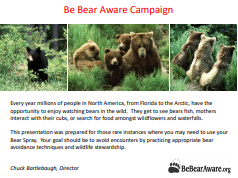 Be Bear Aware Campaign
Every year millions of people in North America, from Florida to the Arctic, have the
opportunity to enjoy watching bears in the wild. They get to see bears fish, mothers
interact with their cubs, or search for food amongst wildflowers and waterfalls.
This presentation was prepared for those rare instances where you may need to use your
Bear Spray. Your goal should be to avoid encounters by practicing appropriate bear
avoidance techniques and wildlife stewardship.
Chuck Bartlebaugh, Director
BeBearAware.org